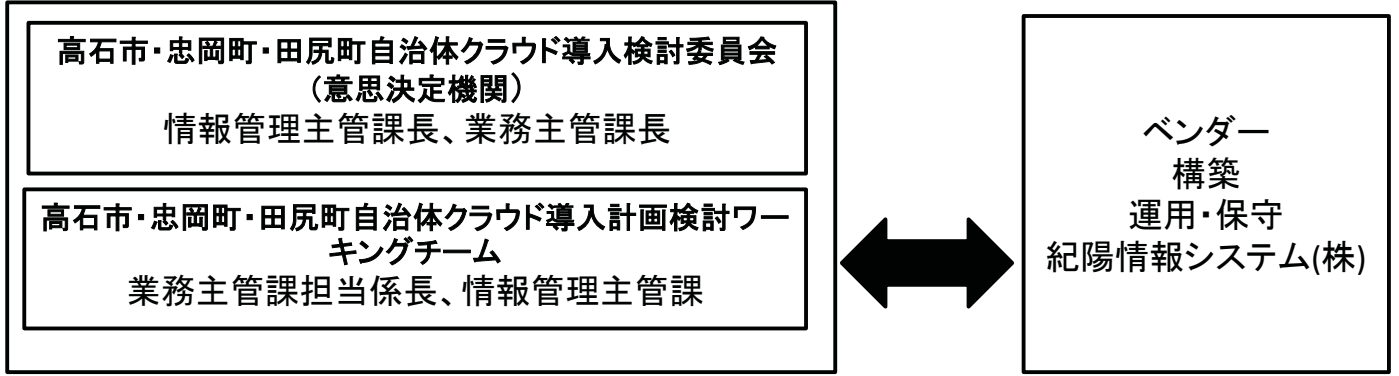 高石市・忠岡町・田尻町自治体クラウド導入検討委員会
（意思決定機関）
情報管理主管課長、業務主管課長
高石市・忠岡町・田尻町自治体クラウド導入計画検討ワー
キングチーム
業務主管課担当係長、情報管理主管課
ベンダー
構築
運用・保守
紀陽情報システム(株)